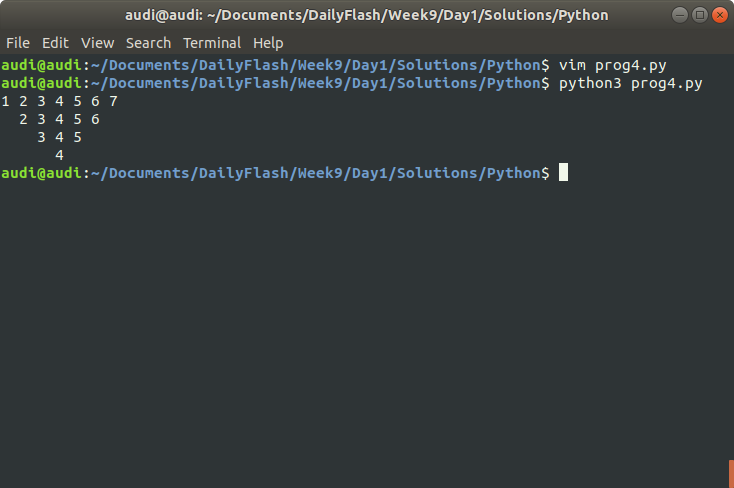 audi@audi: ~/Documents/DailyFlash/Week9/Day1/Solutions/Python
File Edit View Search Terminal Help
audi@audi:~/Documents/DailyFlash/Week9/Day1/Solutions/Python$ vim prog4.py
audi@audi:~/Documents/DailyFlash/Week9/Day1/Solutions/Python$ python3 prog4.py
1 2 3 4 5 6 7
  2 3 4 5 6
    3 4 5
      4
audi@audi:~/Documents/DailyFlash/Week9/Day1/Solutions/Python$